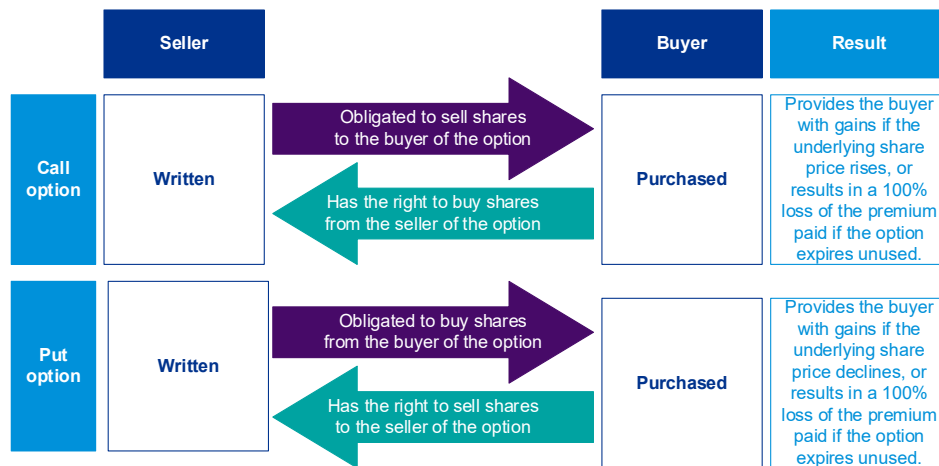 Seller
Buyer
Result
Call
option
Written
Obligated to sell shares
to the buyer of the option
Has the right to buy shares
from the seller of the option
Purchased
Provides the buyer
with gains if the
underlying share
price rises, or
results in a 100%
loss of the premium
paid if the option
expires unused.
Put
option
Written
Obligated to buy shares
from the buyer of the option
Has the right to sell shares
to the seller of the option
Purchased
Provides the buyer
with gains if the
underlying share
price declines, or
results in a 100%
loss of the premium
paid if the option
expires unused.